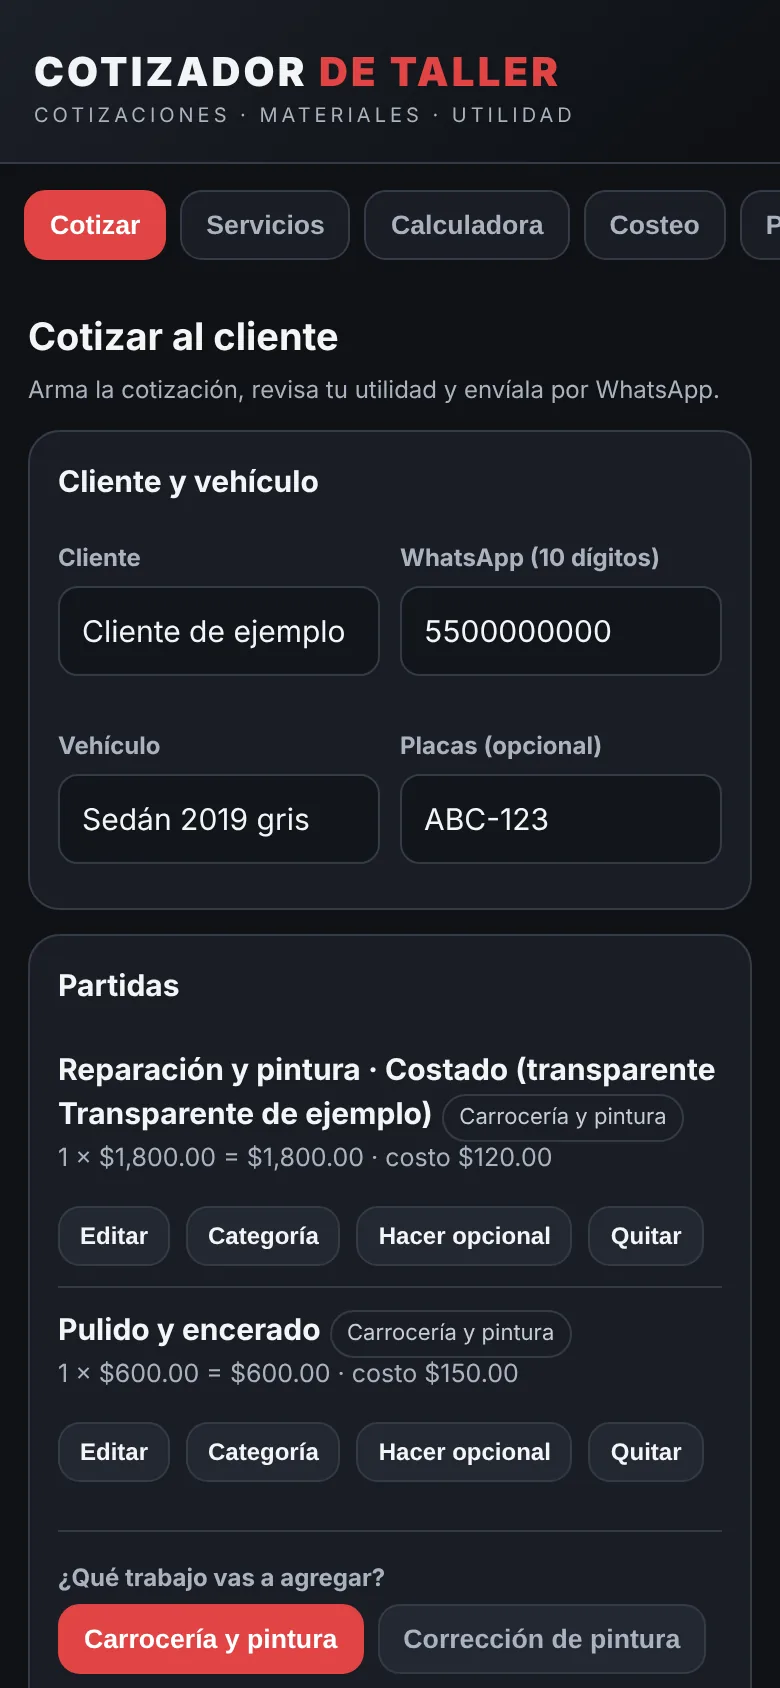 COTIZADOR DE TALLER
COTIZACIONES · MATERIALES · UTILIDAD
Cotizar Servicios Calculadora Costeo P
Cotizar al cliente
Arma la cotización, revisa tu utilidad y envíala por WhatsApp.
Cliente y vehículo
Cliente WhatsApp (10 dígitos)
Cliente de ejemplo 5500000000
Vehículo Placas (opcional)
Sedán 2019 gris ABC-123
Partidas
Reparación y pintura · Costado (transparente
Transparente de ejemplo) Carrocería y pintura
1 × $1,800.00 = $1,800.00 · costo $120.00
Editar Categoría Hacer opcional Quitar
Pulido y encerado Carrocería y pintura
1 × $600.00 = $600.00 · costo $150.00
Editar Categoría Hacer opcional Quitar
¿Qué trabajo vas a agregar?
Carrocería y pintura Corrección de pintura